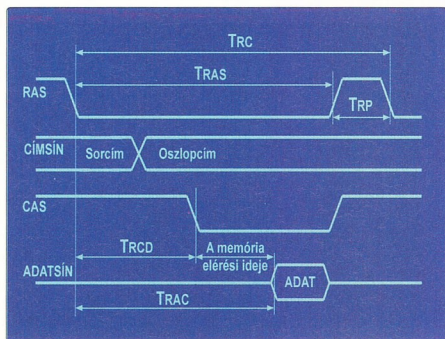 TRC
TRAS
RAS
TRP
CÍMSÍN
Sorcím Oszlopcím
CAS
TRCD
A memória
elérési ideje
ADATSÍN
ADAT
TRAC